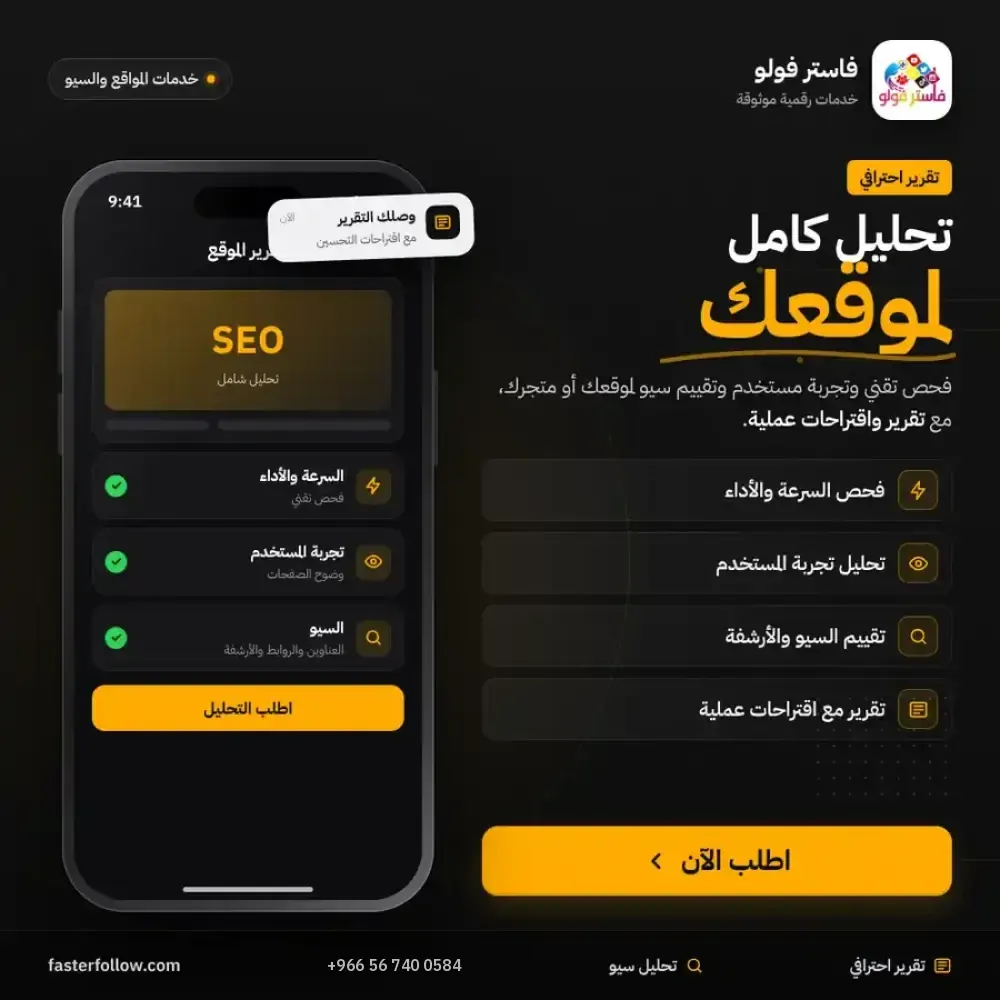 فاستر فولو
فاستر فولو
خدمات رقمية موثوقة
خدمات المواقع والسيو
تقرير احترافي
تحليل كامل
لموقعك
فحص تقني وتجربة مستخدم وتقييم سيو لموقعك أو متجرك،
مع تقرير واقتراحات عملية.
فحص السرعة والأداء
تحليل تجربة المستخدم
تقييم السيو والأرشفة
تقرير مع اقتراحات عملية
اطلب الآن
9:41
وصلك التقرير
الآن
مع اقتراحات التحسين
الموقع
SEO
تحليل شامل
السرعة والأداء
فحص تقني
تجربة المستخدم
وضوح الصفحات
السيو
العناوين والروابط والأرشفة
اطلب التحليل
تقرير احترافي
تحليل سيو
+966 56 740 0584
fasterfollow.com